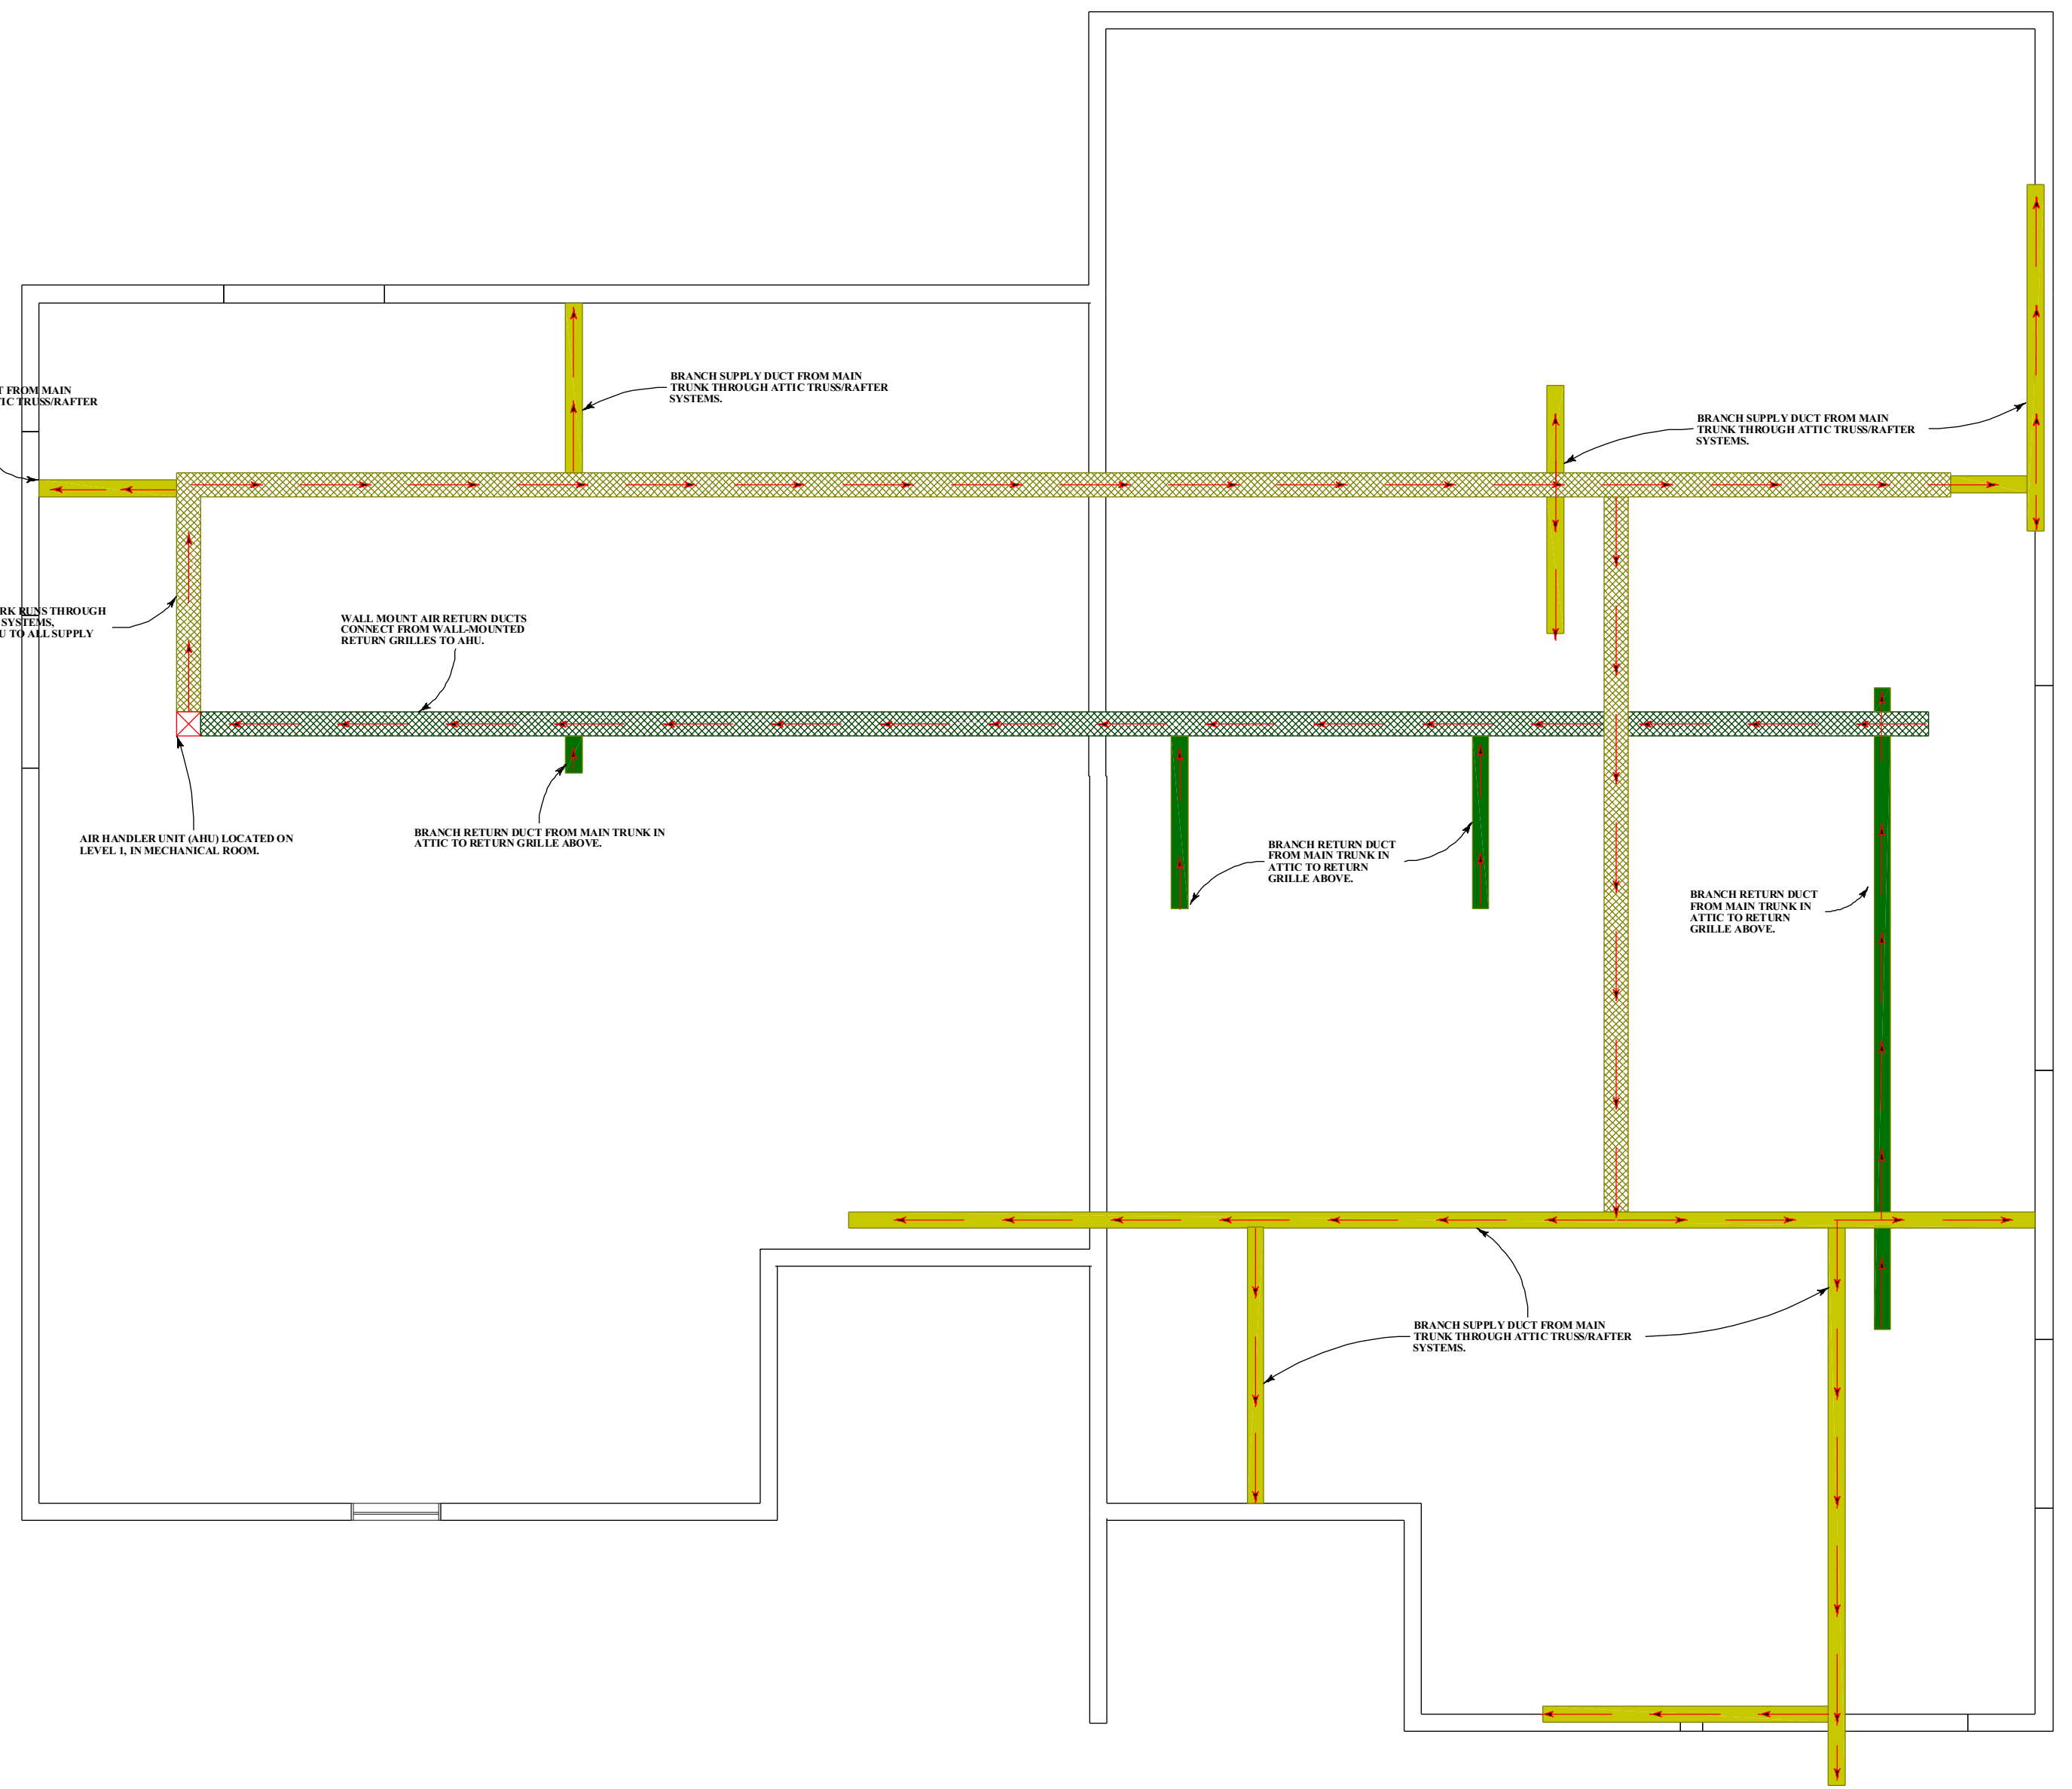 BRANCH SUPPLY DUCT FROM MAIN
TRUNK THROUGH ATTIC TRUSS/RAFTER
SYSTEMS.
FROM MAIN
TRUSS/RAFTER
BRANCH SUPPLY DUCT FROM MAIN
TRUNK THROUGH ATTIC TRUSS/RAFTER
SYSTEMS.
RUNS THROUGH
SYSTEMS,
TO ALL SUPPLY
WALL MOUNT AIR RETURN DUCTS
CONNECT FROM WALL-MOUNTED
RETURN GRILLES TO AHU.
AIR HANDLER UNIT (AHU) LOCATED ON
LEVEL 1, IN MECHANICAL ROOM.
BRANCH RETURN DUCT FROM MAIN TRUNK IN
ATTIC TO RETURN GRILLE ABOVE.
BRANCH RETURN DUCT
FROM MAIN TRUNK IN
ATTIC TO RETURN
GRILLE ABOVE.
BRANCH RETURN DUCT
FROM MAIN TRUNK IN
ATTIC TO RETURN
GRILLE ABOVE.
BRANCH SUPPLY DUCT FROM MAIN
TRUNK THROUGH ATTIC TRUSS/RAFTER
SYSTEMS.